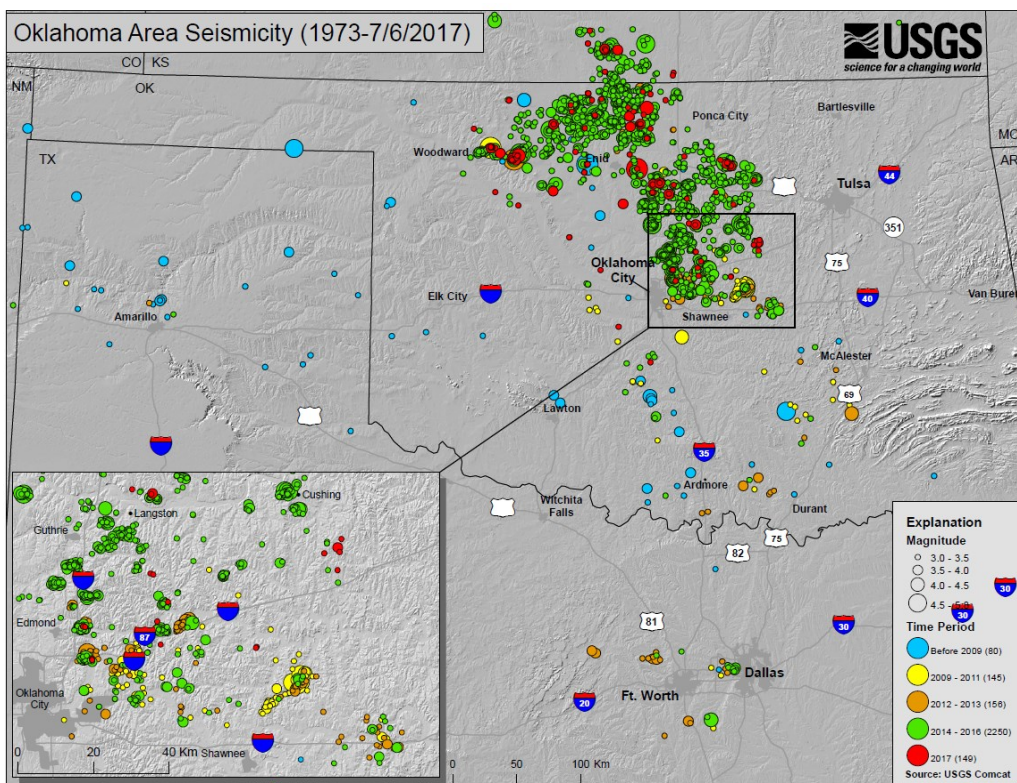 Oklahoma Area Seismicity (1973-7/6/2017)
USGS
science for a changing world
CO KS
NM
OK
TX
MO
AR
Ponca City
Bartlesville
Woodward
Enid
Tulsa
44
351
75
Oklahoma
City
Elk City
40
Van Buren
Shawnee
Amarillo
McAlester
69
Lawton
35
Ardmore
Witchita
Falls
Durant
75
82
Cushing
Langston
Guthrie
Edmond
87
Oklahoma
City
0 20 40 Km
Shawnee
81
30
Dallas
Ft. Worth
20
0 50 100 Km
Explanation
Magnitude
3.0 - 3.5
3.5 - 4.0
4.0 - 4.5
30
30
Time Period
Before 2009 (80)
2009 - 2011 (145)
2012 - 2013 (156)
2014 - 2016 (2250)
2017 (149)
Source: USGS Comcat